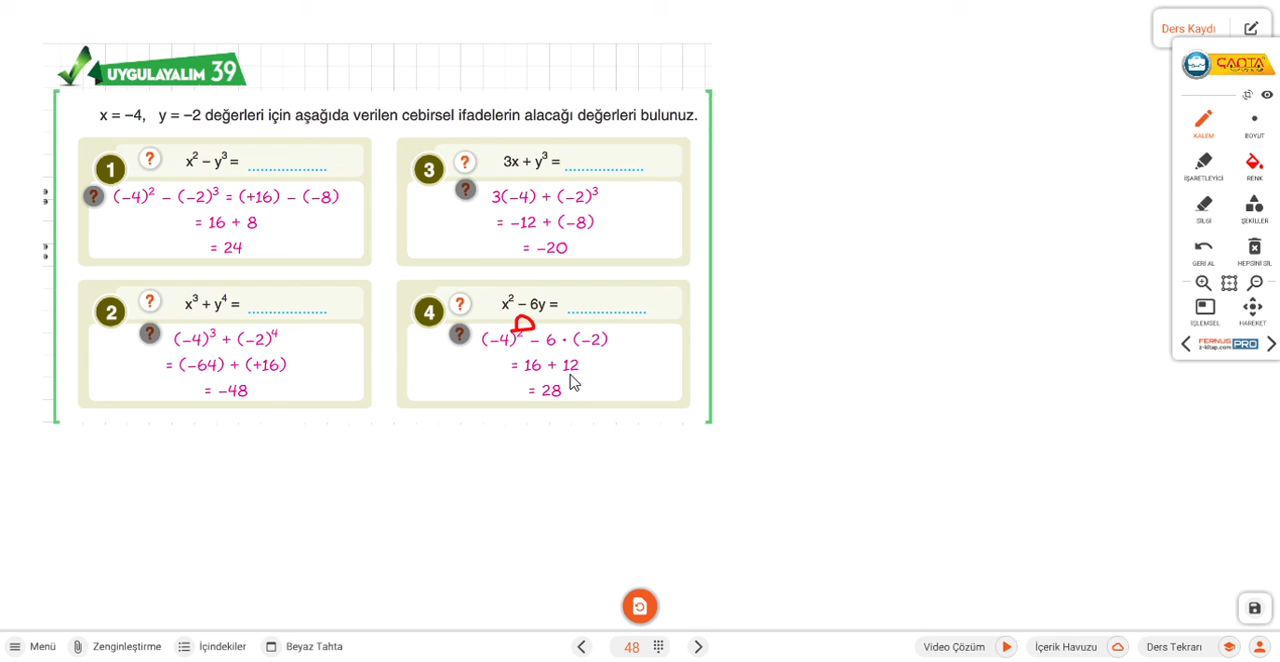 Ders Kaydı
ÇANTA
UYGULAYALIM 39
x = −4, y = −2 değerleri için aşağıda verilen cebirsel ifadelerin alacağı değerleri bulunuz.
1 ? x² − y³ = ....................
? (−4)² − (−2)³ = (+16) − (−8)
= 16 + 8
= 24
3 ? 3x + y³ = ....................
? 3(−4) + (−2)³
= −12 + (−8)
= −20
2 ? x³ + y⁴ = ....................
? (−4)³ + (−2)⁴
= (−64) + (+16)
= −48
4 ? x² − 6y = ....................
? (−4)² − 6 · (−2)
= 16 + 12
= 28
KALEM BOYUT
İŞARETLEYİCİ RENK
SİLGİ ŞEKİLLER
GERİ AL HEPSİNİ SİL
İŞLEMSEL HAREKET
FERNUS
z-kitap.com PRO
Menü Zenginleştirme İçindekiler Beyaz Tahta 48 Video Çözüm İçerik Havuzu Ders Tekrarı